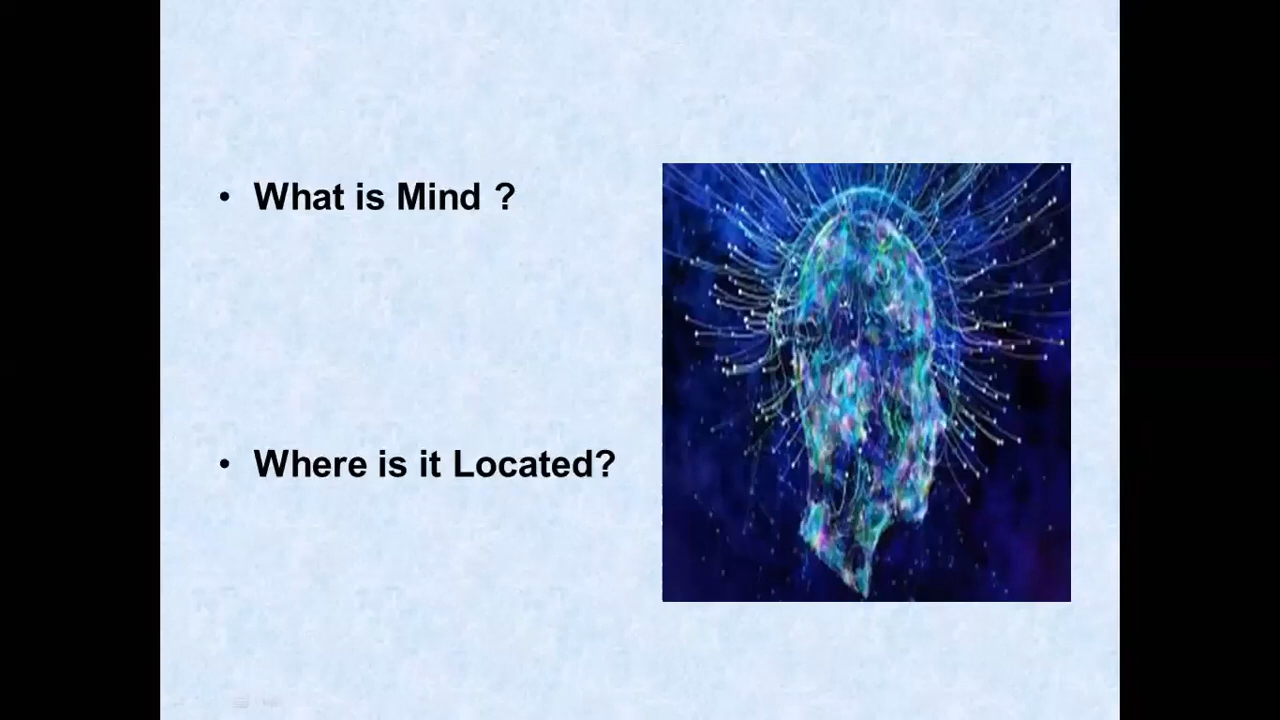 • What is Mind ?
• Where is it Located?